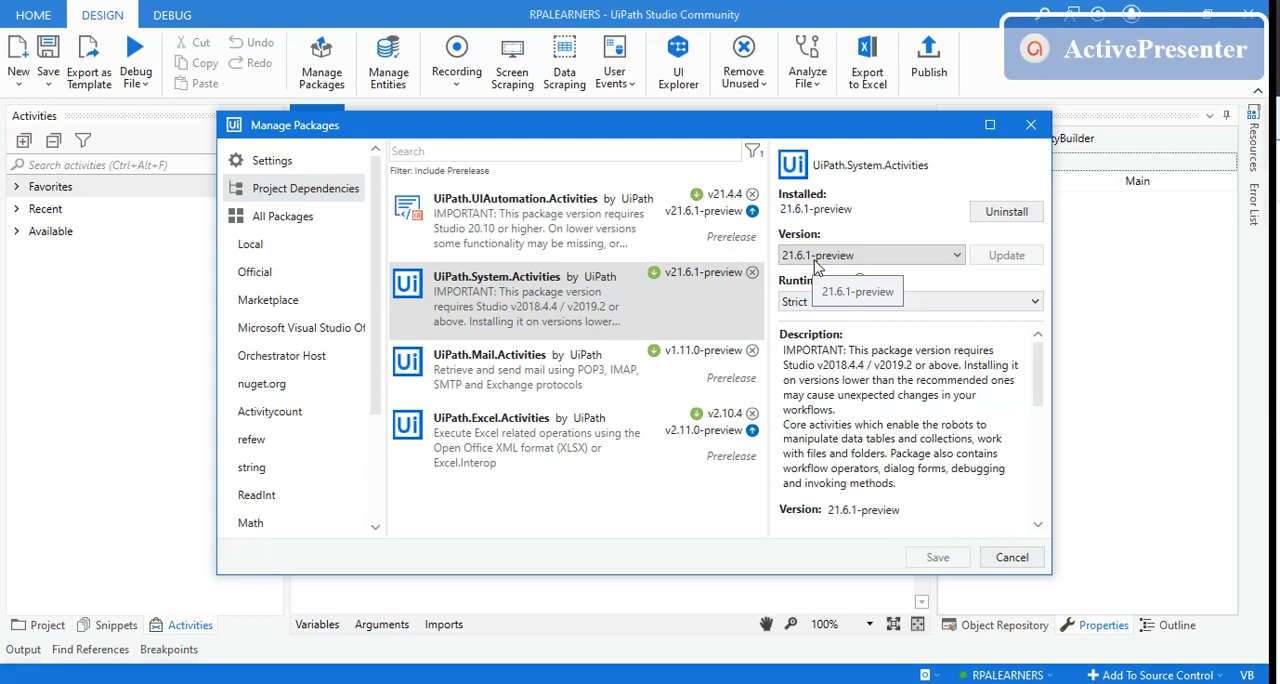 HOME
DESIGN
DEBUG
RPALEARNERS - UiPath Studio Community
ActivePresenter
New
Save
Export as Template
Debug File
Cut
Copy
Paste
Undo
Redo
Manage Packages
Manage Entities
Recording
Screen Scraping
Data Scraping
User Events
UI Explorer
Remove Unused
Analyze File
Export to Excel
Publish
Activities
Search activities (Ctrl+Alt+F)
Favorites
Recent
Available
Ui Manage Packages
Settings
Project Dependencies
All Packages
Local
Official
Marketplace
Microsoft Visual Studio Of
Orchestrator Host
nuget.org
Activitycount
refew
string
ReadInt
Math
Search
1
Filter: Include Prerelease
UiPath.UIAutomation.Activities by UiPath
v21.4.4
v21.6.1-preview
IMPORTANT: This package version requires
Studio 20.10 or higher. On lower versions
some functionality may be missing, or...
Prerelease
Ui
UiPath.System.Activities by UiPath
v21.6.1-preview
IMPORTANT: This package version
requires Studio v2018.4.4 / v2019.2 or
above. Installing it on versions lower...
Ui
UiPath.Mail.Activities by UiPath
v1.11.0-preview
Retrieve and send mail using POP3, IMAP,
SMTP and Exchange protocols
Prerelease
Ui
UiPath.Excel.Activities by UiPath
v2.10.4
v2.11.0-preview
Execute Excel related operations using the
Open Office XML format (XLSX) or
Excel.Interop
Prerelease
Ui UiPath.System.Activities
Installed:
21.6.1-preview
Uninstall
Version:
21.6.1-preview
Update
Runtin
21.6.1-preview
Strict
Description:
IMPORTANT: This package version requires
Studio v2018.4.4 / v2019.2 or above. Installing it
on versions lower than the recommended ones
may cause unexpected changes in your
workflows.
Core activities which enable the robots to
manipulate data tables and collections, work
with files and folders. Package also contains
workflow operators, dialog forms, debugging
and invoking methods.
Version: 21.6.1-preview
Save
Cancel
tyBuilder
Main
Resources
Error List
Project
Snippets
Activities
Variables
Arguments
Imports
100%
Object Repository
Properties
Outline
Output
Find References
Breakpoints
RPALEARNERS
Add To Source Control
VB